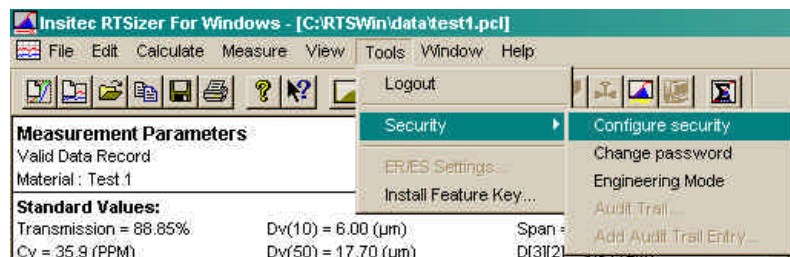 Insitec RTSizer For Windows - [C:\RTSWin\data\test1.pcl]
File Edit Calculate Measure View Tools Window Help
Logout
Security
Configure security
Change password
Engineering Mode
Audit Trail...
Add Audit Trail Entry...
ER/ES Settings...
Install Feature Key...
Measurement Parameters
Valid Data Record
Material : Test.1
Standard Values:
Transmission = 88.85% Dv(10) = 6.00 (µm) Span =
Cv = 35.9 (PPM) Dv(50) = 17.70 (µm) D[3][2]